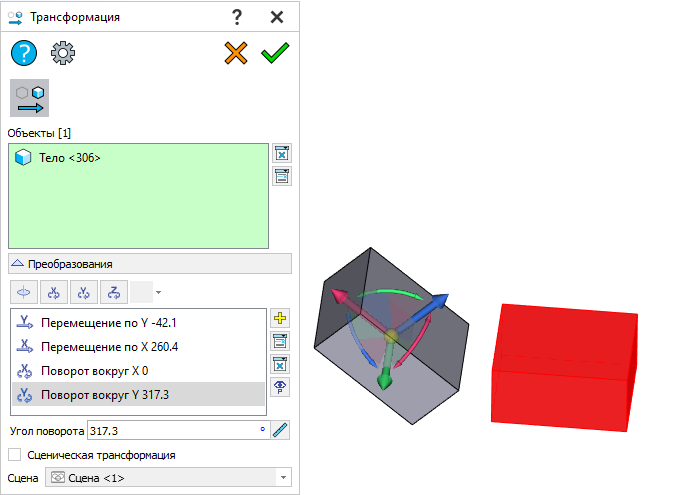 Трансформация ? ✕
?
Объекты [1]
Тело <306>
Преобразования
X Y Z
Перемещение по Y -42.1
Перемещение по X 260.4
Поворот вокруг X 0
Поворот вокруг Y 317.3
P
Угол поворота 317.3 °
Сценическая трансформация
Сцена Сцена <1>